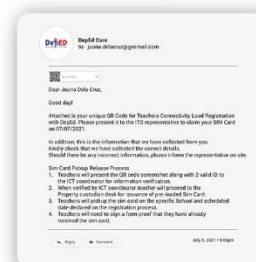 DepEd
DepEd Care
to: juana.delacruz@gremail.com
Dear Juana Dela Cruz,
Good day!
Attached is your unique QR Code for Teachers Connectivity Load Registration
with DepEd. Please present it to the ITO representative to claim your SIM Card
on 07/07/2021.
In addition, this is the information that we have collected from you.
Kindly check that we have collected the correct details.
Should there be any incorrect information, please inform the representative on site.
Sim Card Pickup Release Process
1. Teachers will present the QR code screenshot along with 2 valid ID to
the ICT coordinator for information verification.
2. When verified by ICT coordinator teacher will proceed to the
Property custodian desk for issuance of pre-loaded Sim Card.
3. Teachers will pickup the sim card on the specific School and scheduled
date declared on the registration process.
4. Teachers will need to sign a form proof that they have already
received the sim card.
Reply
Forward
July 5, 2021 • 9:00pm